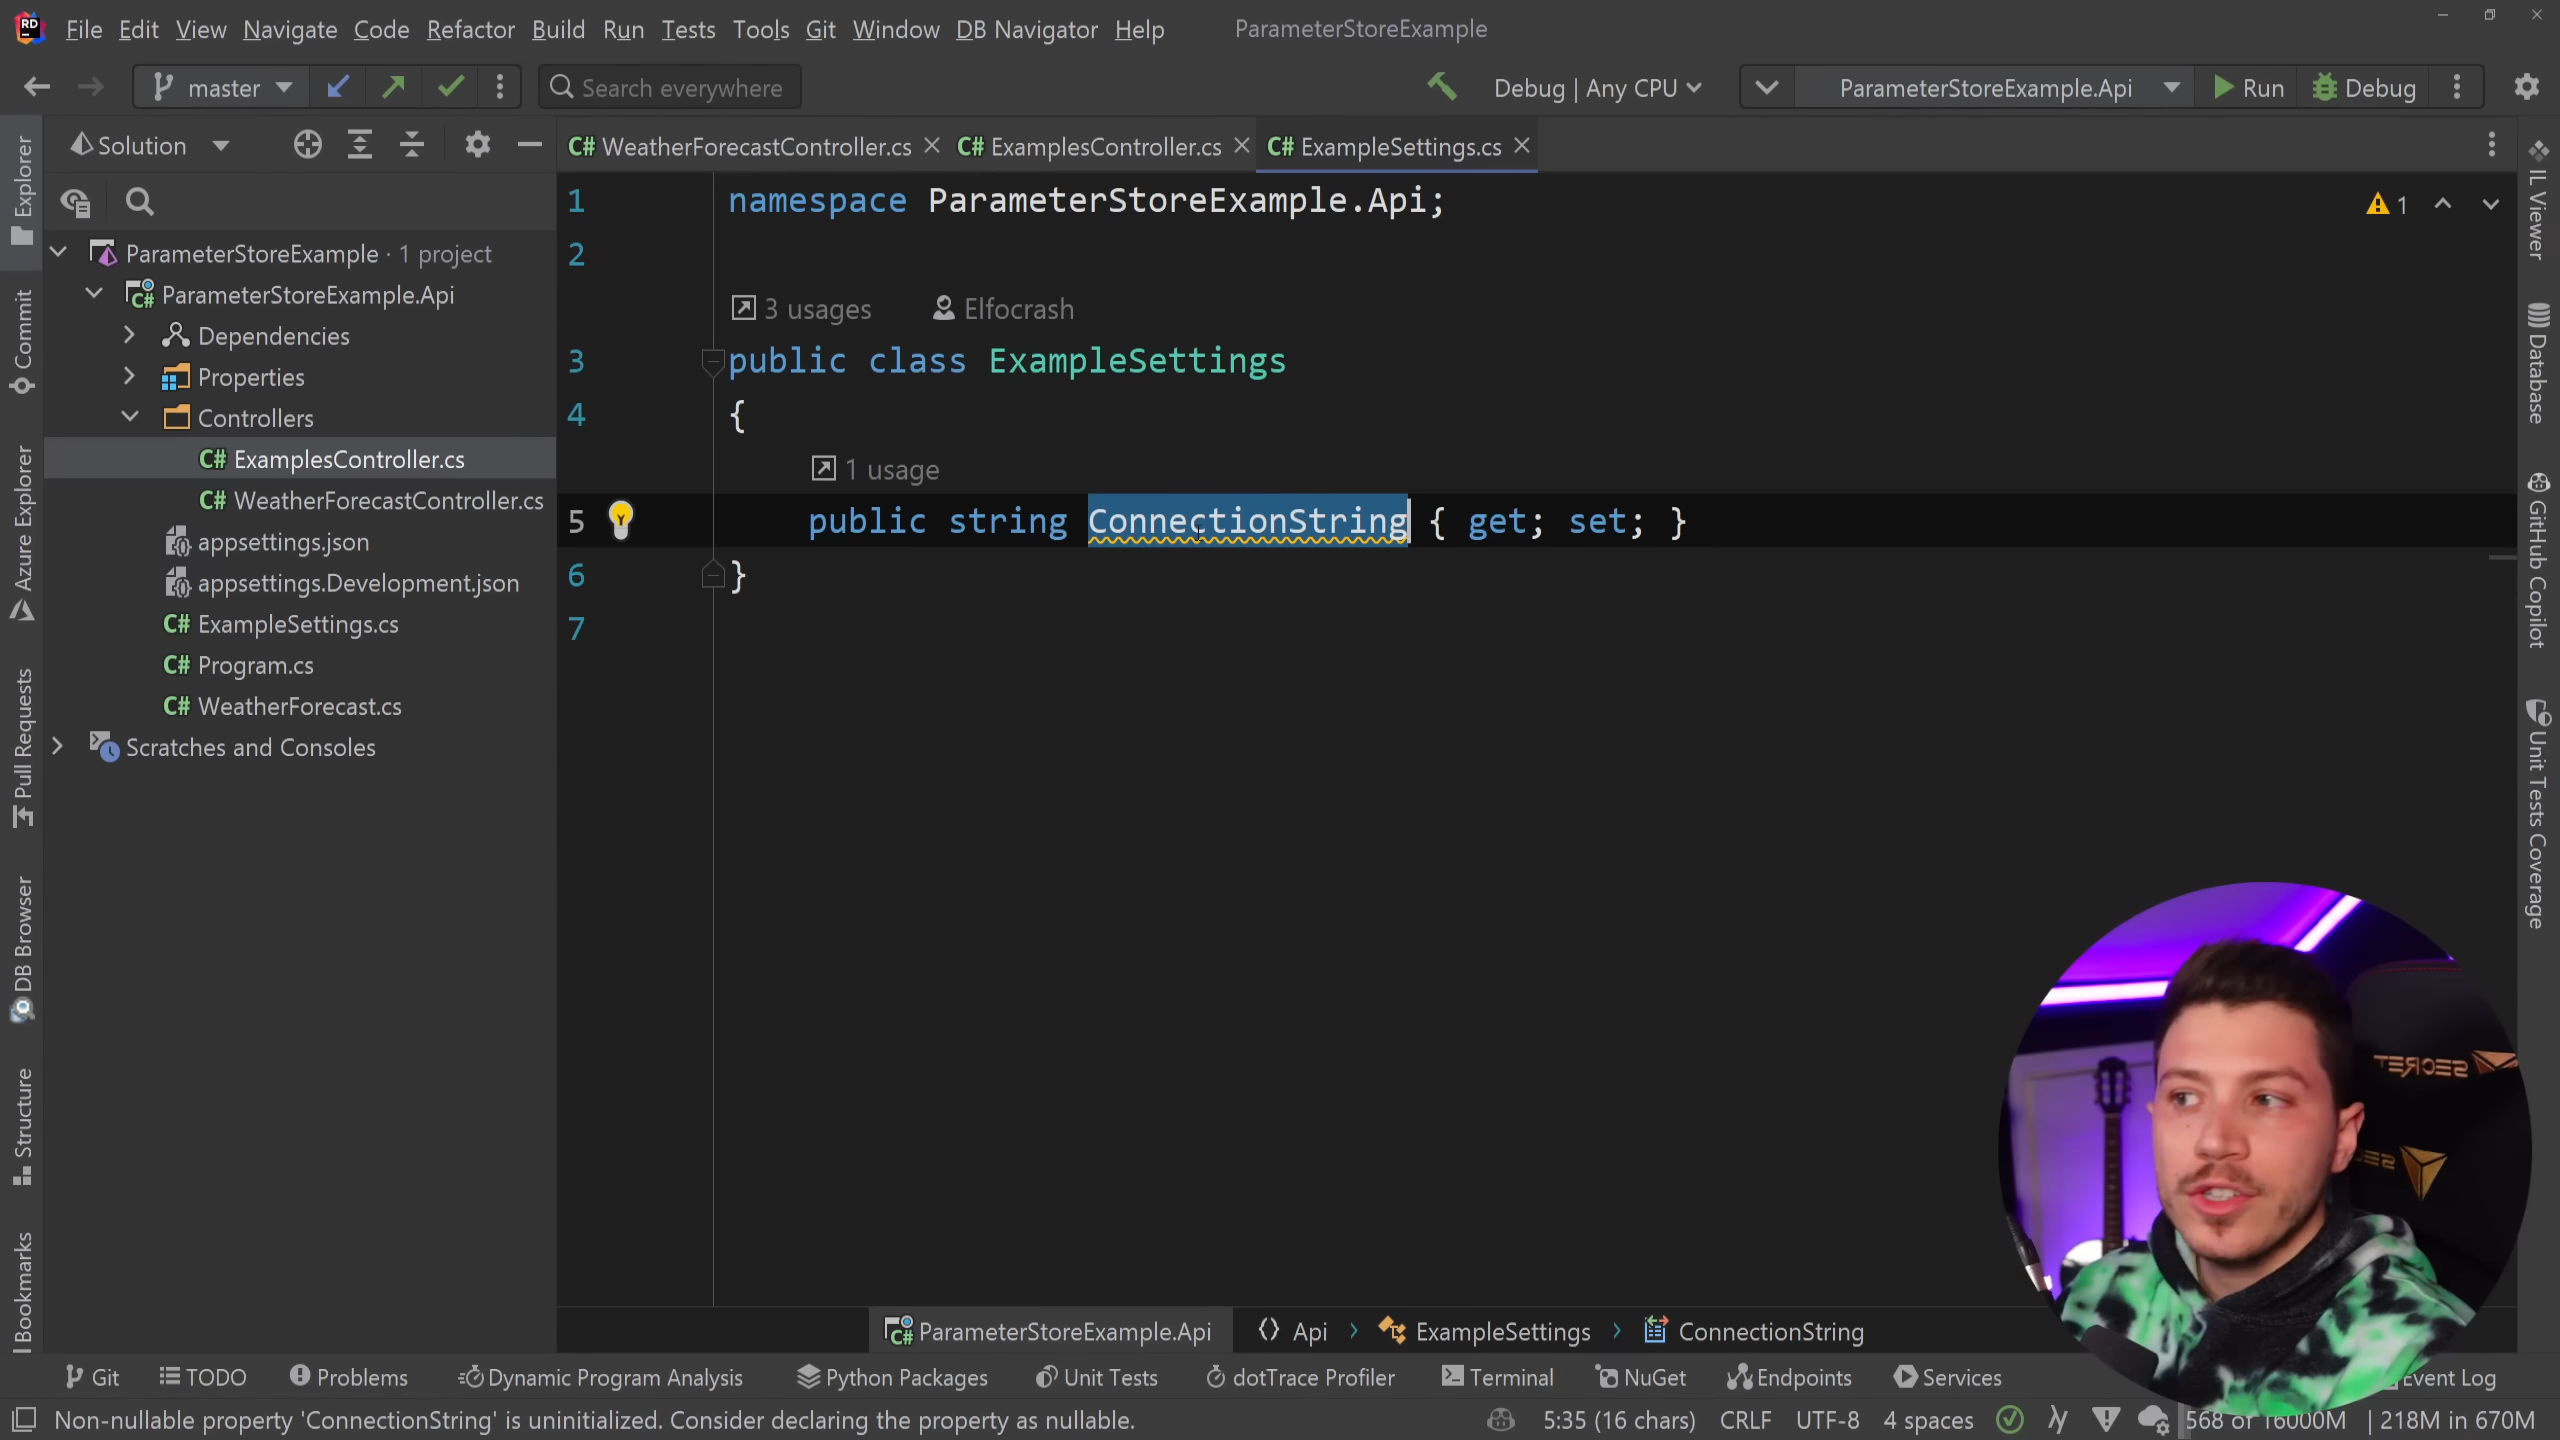 File Edit View Navigate Code Refactor Build Run Tests Tools Git Window DB Navigator Help ParameterStoreExample
master Search everywhere Debug | Any CPU ParameterStoreExample.Api Run Debug
Solution
C# WeatherForecastController.cs C# ExamplesController.cs C# ExampleSettings.cs
ParameterStoreExample · 1 project
C# ParameterStoreExample.Api
Dependencies
Properties
Controllers
C# ExamplesController.cs
C# WeatherForecastController.cs
appsettings.json
appsettings.Development.json
C# ExampleSettings.cs
C# Program.cs
C# WeatherForecast.cs
Scratches and Consoles
1 namespace ParameterStoreExample.Api;
2
3 usages Elfocrash
3 public class ExampleSettings
4 {
1 usage
5 public string ConnectionString { get; set; }
6 }
7
1
Explorer
Commit
Azure Explorer
Pull Requests
DB Browser
Structure
Bookmarks
IL Viewer
Database
GitHub Copilot
Unit Tests Coverage
SECRET
C# ParameterStoreExample.Api Api ExampleSettings ConnectionString
Git TODO Problems Dynamic Program Analysis Python Packages Unit Tests dotTrace Profiler Terminal NuGet Endpoints Services Event Log
Non-nullable property 'ConnectionString' is uninitialized. Consider declaring the property as nullable. 5:35 (16 chars) CRLF UTF-8 4 spaces 568 of 16000M 218M in 670M